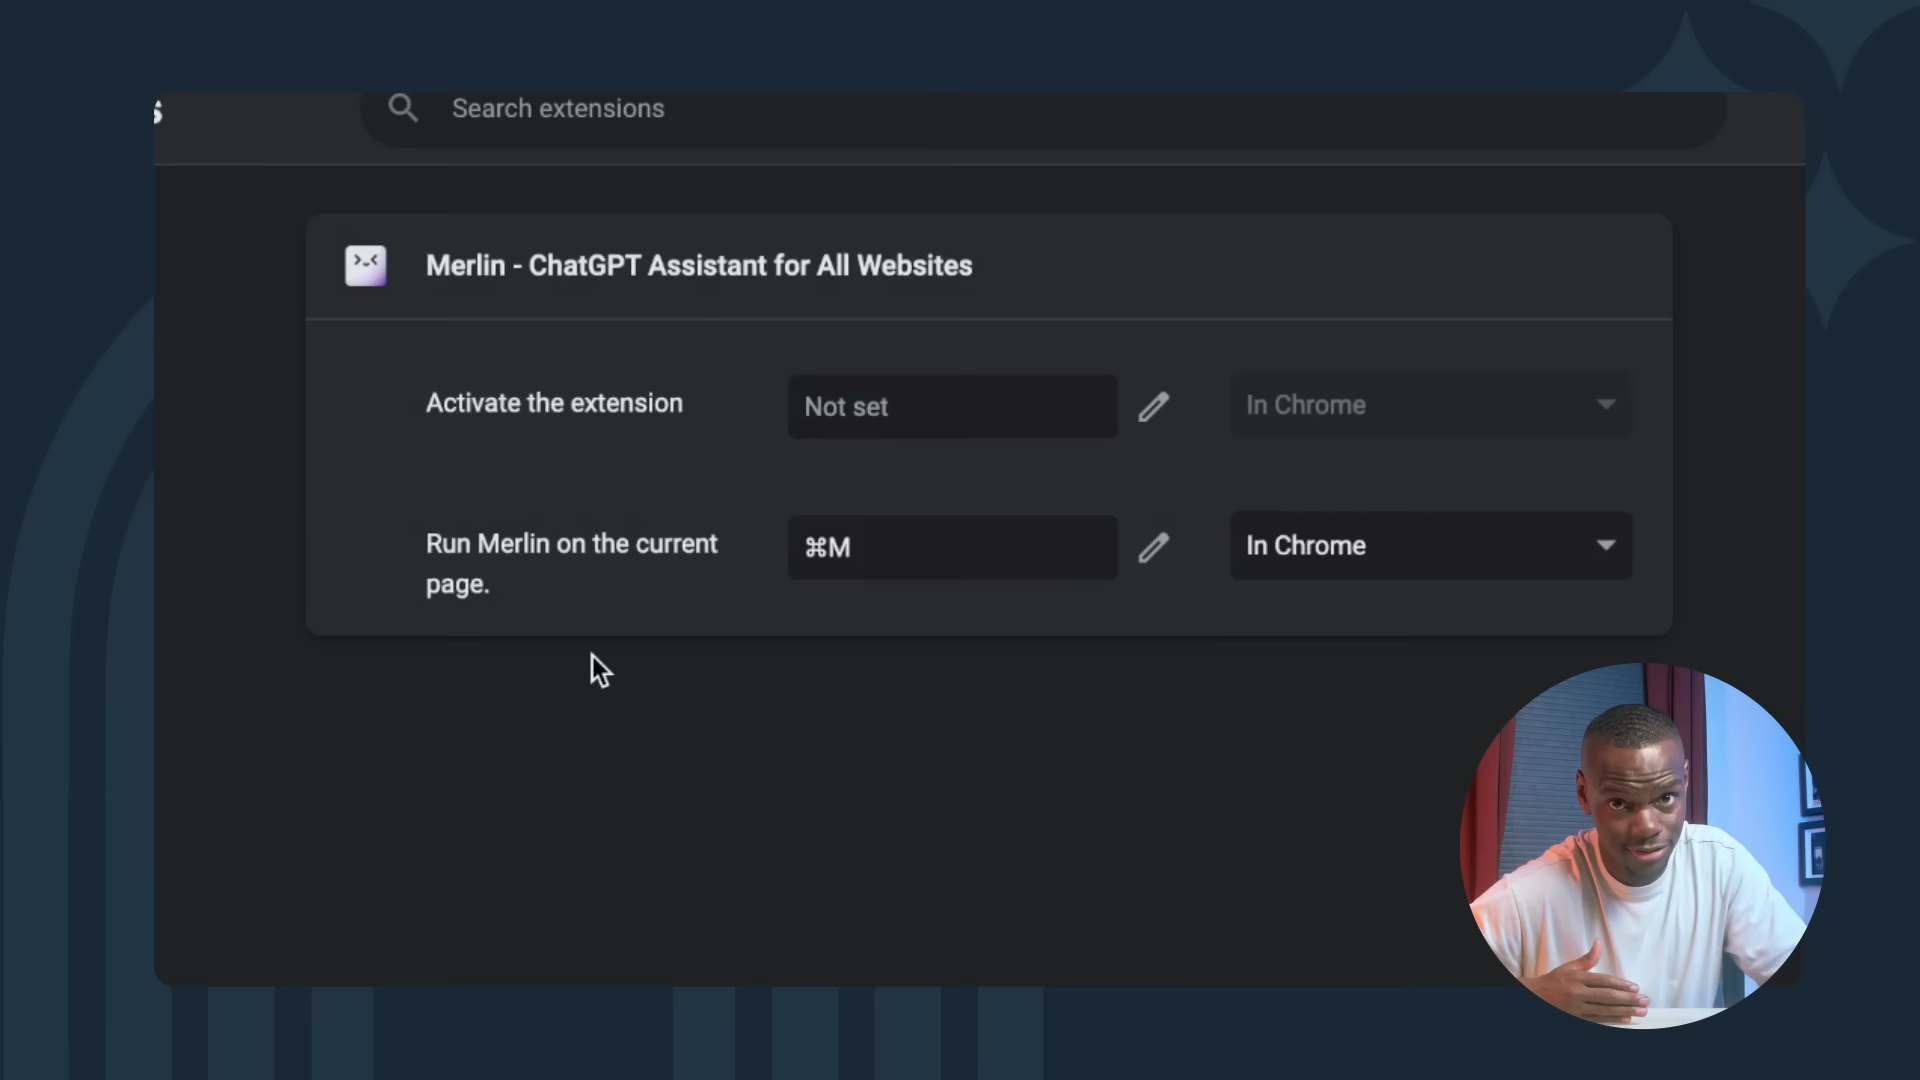 s
Search extensions
Merlin - ChatGPT Assistant for All Websites
Activate the extension
Not set
In Chrome
Run Merlin on the current
page.
⌘M
In Chrome